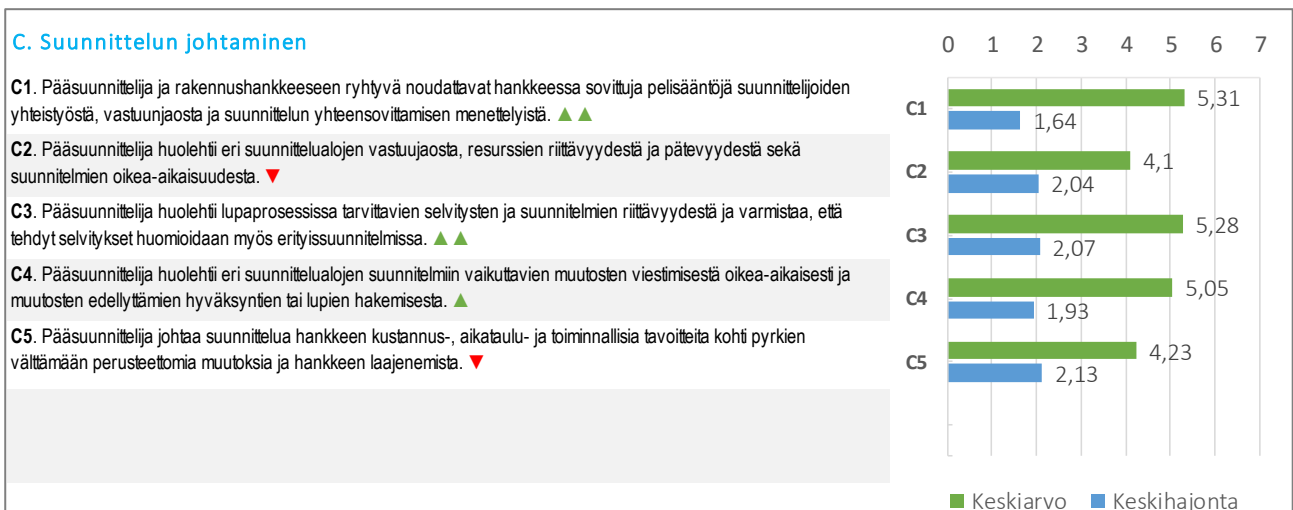 C. Suunnittelun johtaminen
C1. Pääsuunnittelija ja rakennushankkeeseen ryhtyvä noudattavat hankkeessa sovittuja pelisääntöjä suunnittelijoiden
yhteistyöstä, vastuunjaosta ja suunnittelun yhteensovittamisen menettelyistä. ▲ ▲
C2. Pääsuunnittelija huolehtii eri suunnittelualojen vastuujaosta, resurssien riittävyydestä ja pätevyydestä sekä
suunnitelmien oikea-aikaisuudesta. ▼
C3. Pääsuunnittelija huolehtii lupaprosessissa tarvittavien selvitysten ja suunnitelmien riittävyydestä ja varmistaa, että
tehdyt selvitykset huomioidaan myös erityissuunnitelmissa. ▲ ▲
C4. Pääsuunnittelija huolehtii eri suunnittelualojen suunnitelmiin vaikuttavien muutosten viestimisestä oikea-aikaisesti ja
muutosten edellyttämien hyväksyntien tai lupien hakemisesta. ▲
C5. Pääsuunnittelija johtaa suunnittelua hankkeen kustannus-, aikataulu- ja toiminnallisia tavoitteita kohti pyrkien
välttämään perusteettomia muutoksia ja hankkeen laajenemista. ▼
0 1 2 3 4 5 6 7
C1 5,31
1,64
C2 4,1
2,04
C3 5,28
2,07
C4 5,05
1,93
C5 4,23
2,13
Keskiarvo Keskihajonta